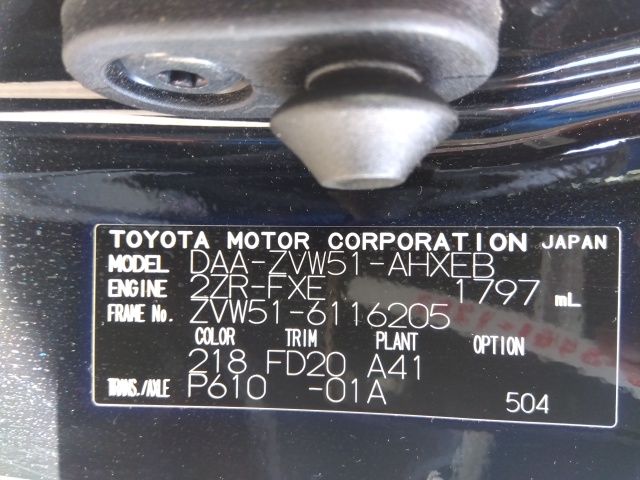 TOYOTA MOTOR CORPORATION JAPAN
MODEL DAA-ZVW51-AHXEB
ENGINE 2ZR-FXE 1797 mL
FRAME No. ZVW51-6116205
COLOR TRIM PLANT OPTION
218 FD20 A41
TRANS./AXLE P610 -01A 504